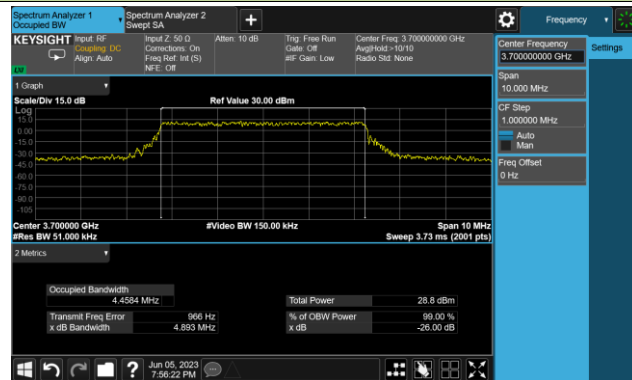 Spectrum Analyzer 1
Occupied BW
Spectrum Analyzer 2
Swept SA
Frequency
KEYSIGHT
Input: RF
Coupling: DC
Align: Auto
Input Z: 50 Ω
Corrections: On
Freq Ref: Int (S)
NFE: Off
Atten: 10 dB
Trig: Free Run
Gate: Off
#IF Gain: Low
Center Freq: 3.700000000 GHz
Avg|Hold:>10/10
Radio Std: None
Center Frequency
3.700000000 GHz
Settings
Span
10.000 MHz
CF Step
1.000000 MHz
Auto
Man
Freq Offset
0 Hz
1 Graph
Scale/Div 15.0 dB
Ref Value 30.00 dBm
Log
15.0
0.00
-15.0
-30.0
-45.0
-60.0
-75.0
-90.0
-105
Center 3.700000 GHz
#Video BW 150.00 kHz
Span 10 MHz
#Res BW 51.000 kHz
Sweep 3.73 ms (2001 pts)
2 Metrics
Occupied Bandwidth
4.4584 MHz
Total Power
28.8 dBm
Transmit Freq Error
966 Hz
% of OBW Power
99.00 %
x dB Bandwidth
4.893 MHz
x dB
-26.00 dB
Jun 05, 2023
7:56:22 PM